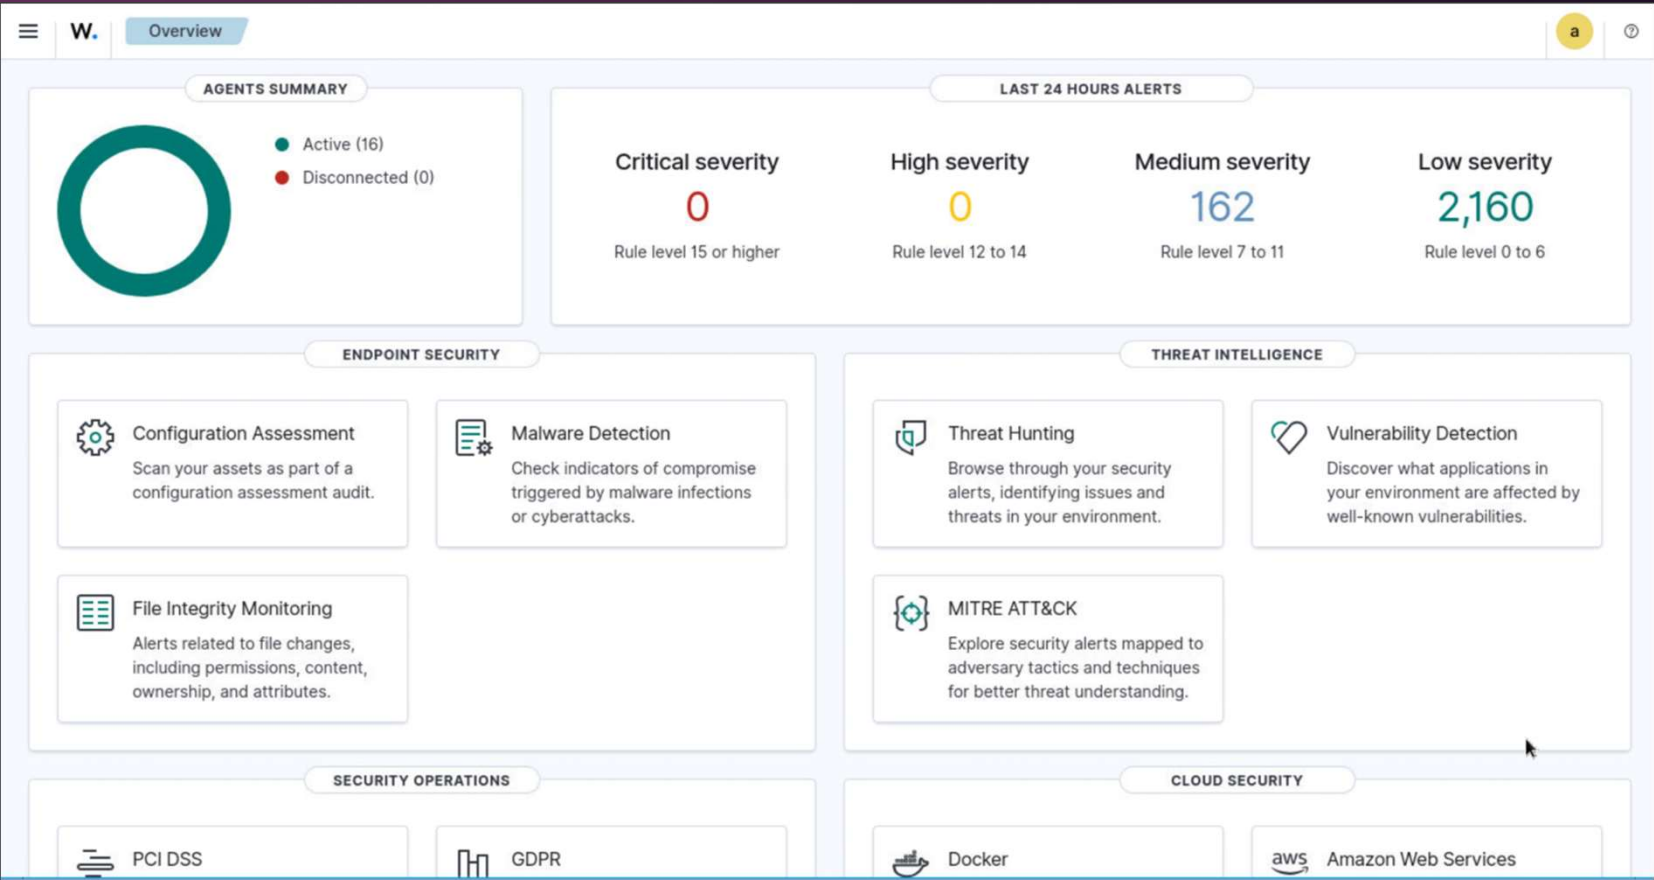 W.
Overview
a
AGENTS SUMMARY
Active (16)
Disconnected (0)
LAST 24 HOURS ALERTS
Critical severity
0
Rule level 15 or higher
High severity
0
Rule level 12 to 14
Medium severity
162
Rule level 7 to 11
Low severity
2,160
Rule level 0 to 6
ENDPOINT SECURITY
Configuration Assessment
Scan your assets as part of a
configuration assessment audit.
Malware Detection
Check indicators of compromise
triggered by malware infections
or cyberattacks.
File Integrity Monitoring
Alerts related to file changes,
including permissions, content,
ownership, and attributes.
THREAT INTELLIGENCE
Threat Hunting
Browse through your security
alerts, identifying issues and
threats in your environment.
Vulnerability Detection
Discover what applications in
your environment are affected by
well-known vulnerabilities.
MITRE ATT&CK
Explore security alerts mapped to
adversary tactics and techniques
for better threat understanding.
SECURITY OPERATIONS
PCI DSS
GDPR
CLOUD SECURITY
Docker
aws
Amazon Web Services